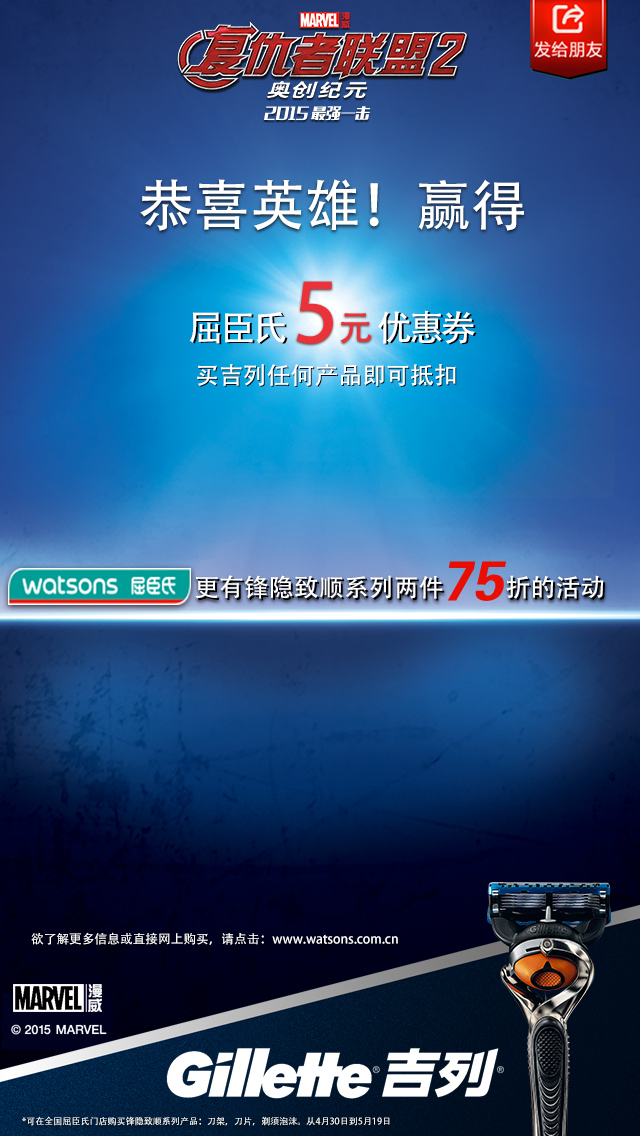 MARVEL 漫威
发给朋友
复仇者联盟2
奥创纪元
2015最强一击
恭喜英雄！赢得
屈臣氏5元优惠券
买吉列任何产品即可抵扣
watsons 屈臣氏 更有锋隐致顺系列两件75折的活动
Gillette
欲了解更多信息或直接网上购买，请点击：www.watsons.com.cn
MARVEL 漫威
© 2015 MARVEL
Gillette® 吉列®
*可在全国屈臣氏门店购买锋隐致顺系列产品：刀架，刀片，剃须泡沫。从4月30日到5月19日